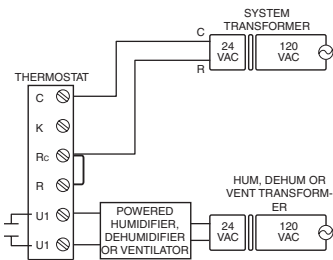 SYSTEM
TRANSFORMER
C
24
VAC
120
VAC
R
THERMOSTAT
C
K
RC
R
U1
U1
POWERED
HUMIDIFIER,
DEHUMIDIFIER
OR VENTILATOR
HUM, DEHUM OR
VENT TRANSFORM-
ER
24
VAC
120
VAC